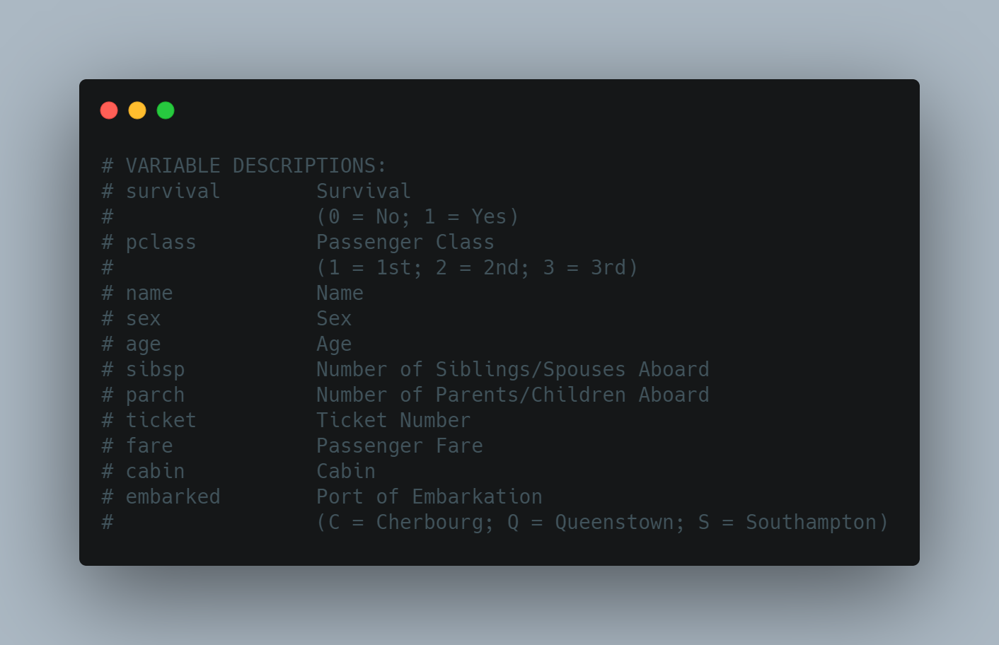 # VARIABLE DESCRIPTIONS:
# survival        Survival
#                 (0 = No; 1 = Yes)
# pclass          Passenger Class
#                 (1 = 1st; 2 = 2nd; 3 = 3rd)
# name            Name
# sex             Sex
# age             Age
# sibsp           Number of Siblings/Spouses Aboard
# parch           Number of Parents/Children Aboard
# ticket          Ticket Number
# fare            Passenger Fare
# cabin           Cabin
# embarked        Port of Embarkation
#                 (C = Cherbourg; Q = Queenstown; S = Southampton)